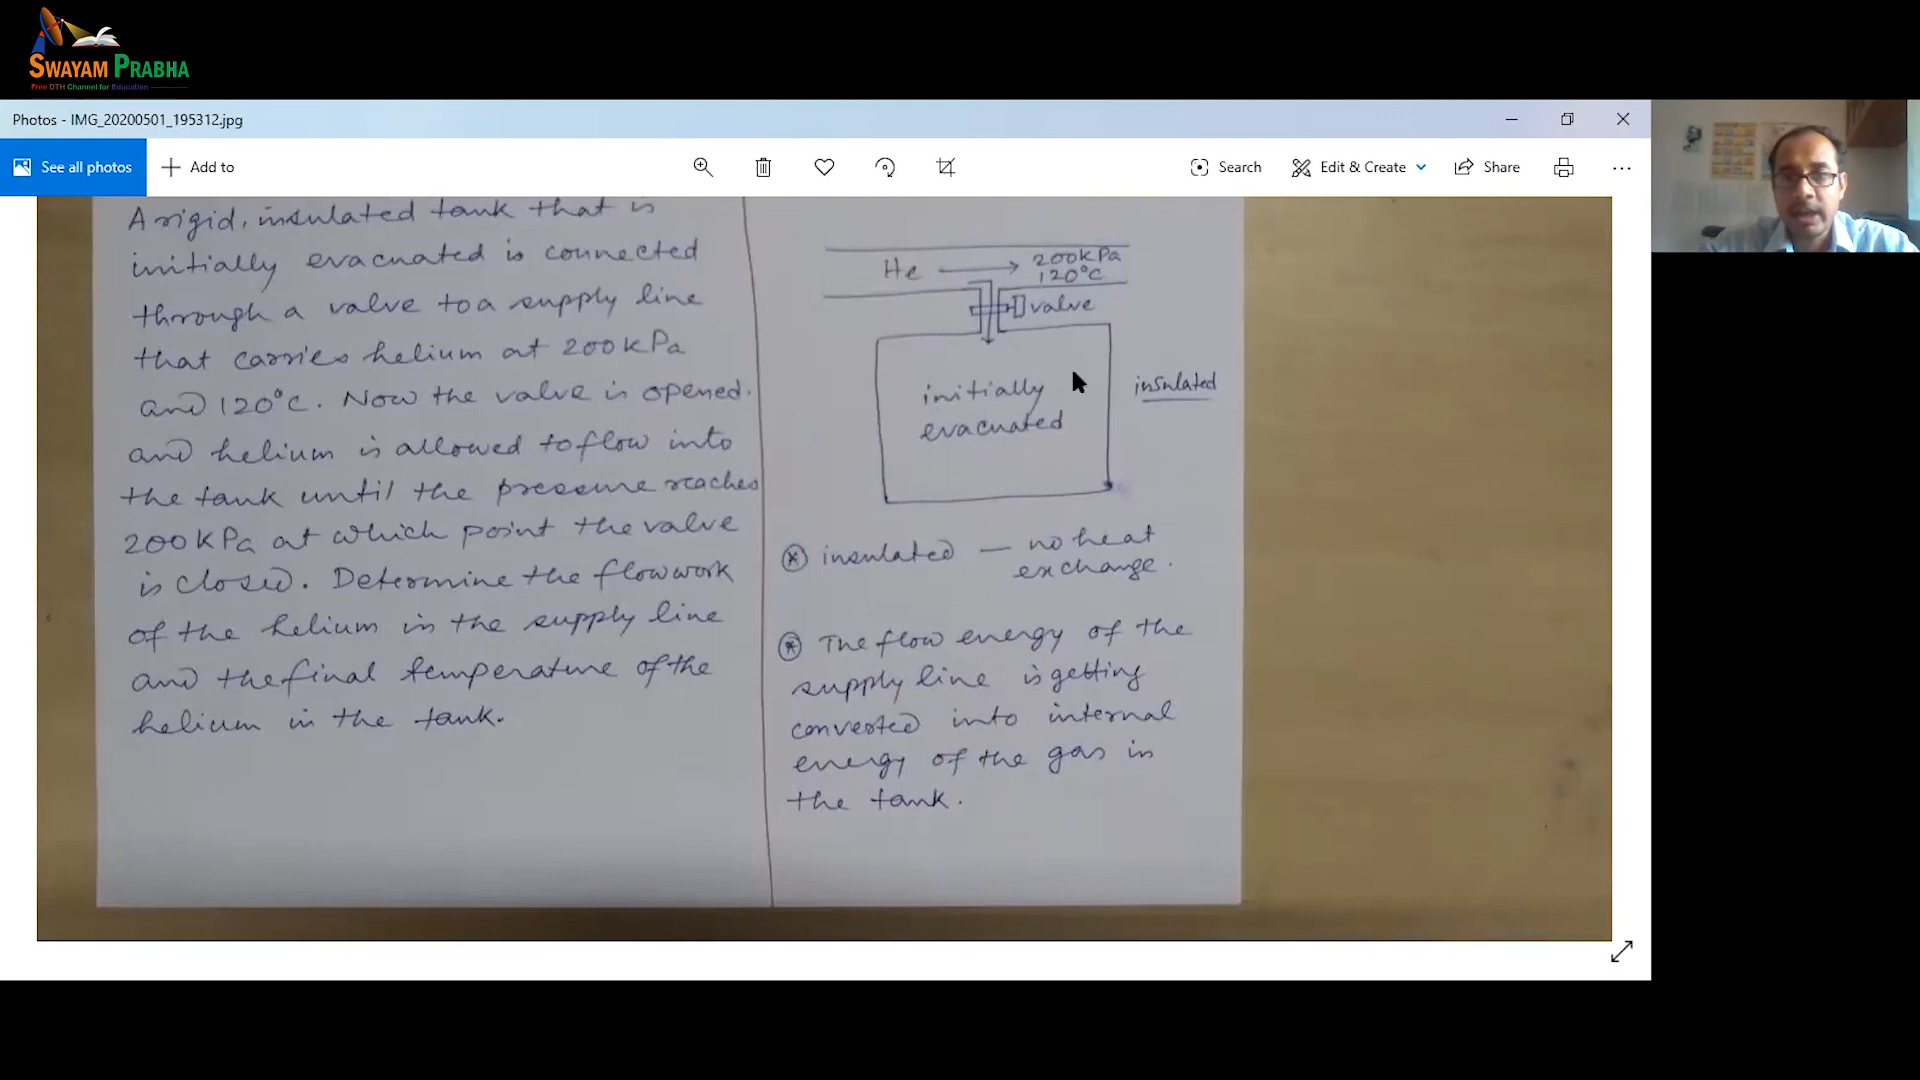 SWAYAM PRABHA
Free DTH Channel for Education
Photos - IMG_20200501_195312.jpg
See all photos
Add to
Search
Edit & Create
Share
A rigid, insulated tank that is
initially evacuated is connected
through a valve to a supply line
that carries helium at 200 kPa
and 120°C. Now the valve is opened.
and helium is allowed to flow into
the tank until the pressure reaches
200 kPa at which point the valve
is closed. Determine the flow work
of the helium in the supply line
and the final temperature of the
helium in the tank.
He
200kPa
120°C
valve
initially
evacuated
insulated
insulated — no heat
exchange.
The flow energy of the
supply line is getting
converted into internal
energy of the gas in
the tank.